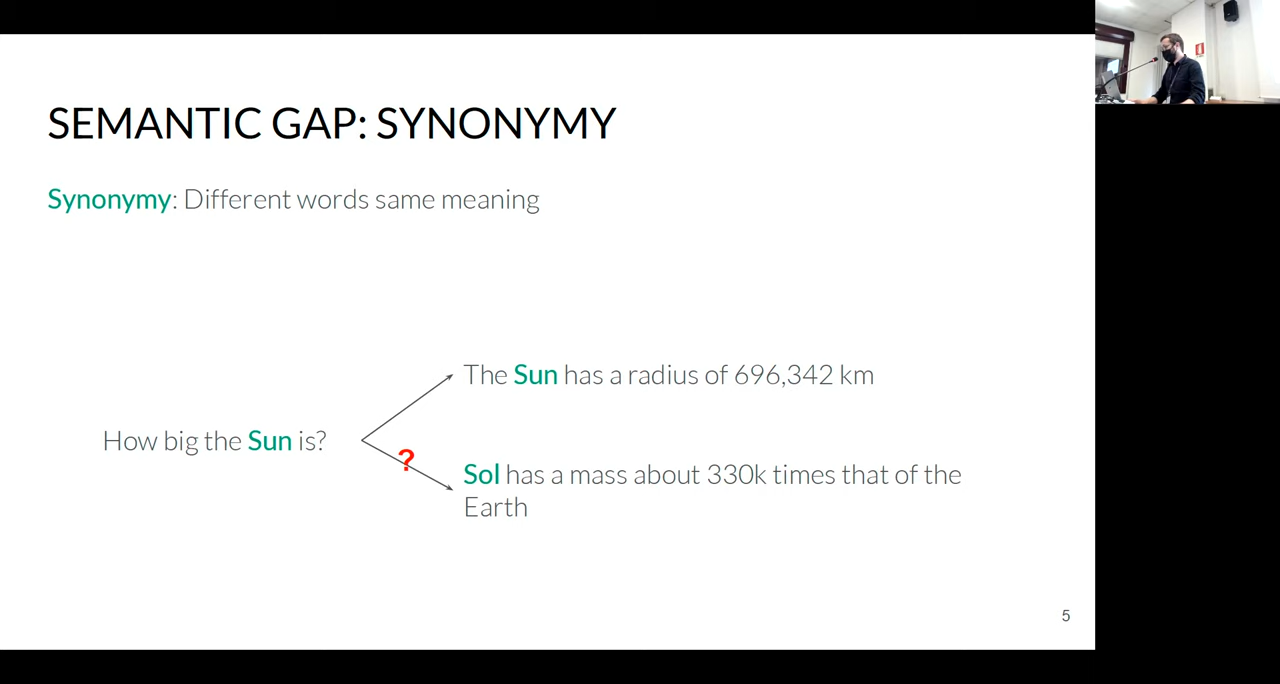 SEMANTIC GAP: SYNONYMY
Synonymy: Different words same meaning
The Sun has a radius of 696,342 km
How big the Sun is?
?
Sol has a mass about 330k times that of the
Earth
5